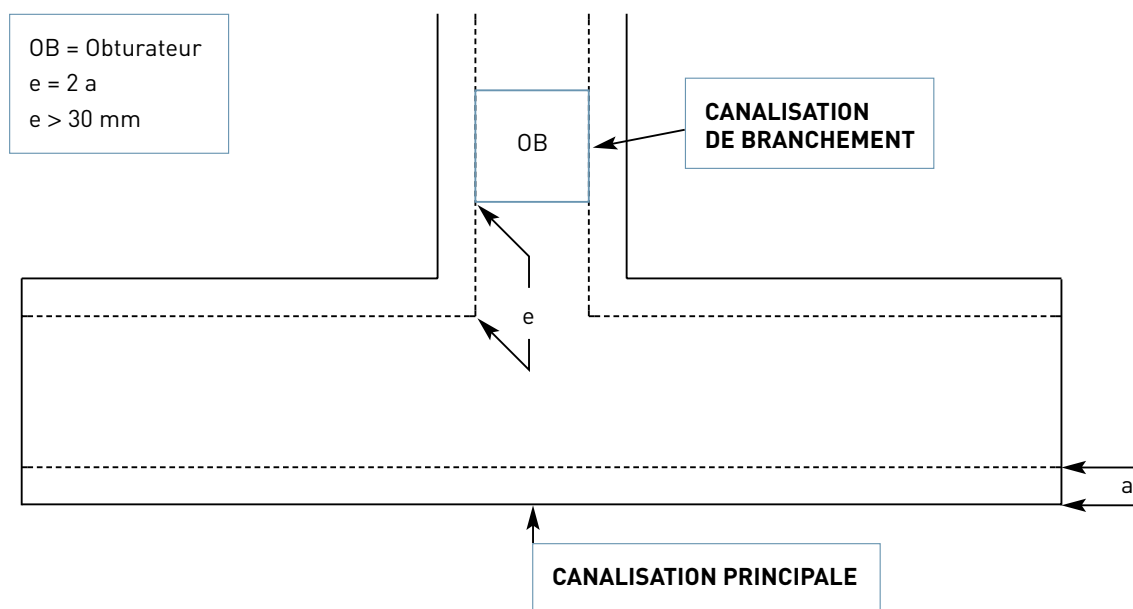 OB = Obturateur
e = 2 a
e > 30 mm
OB
CANALISATION
DE BRANCHEMENT
e
a
CANALISATION PRINCIPALE